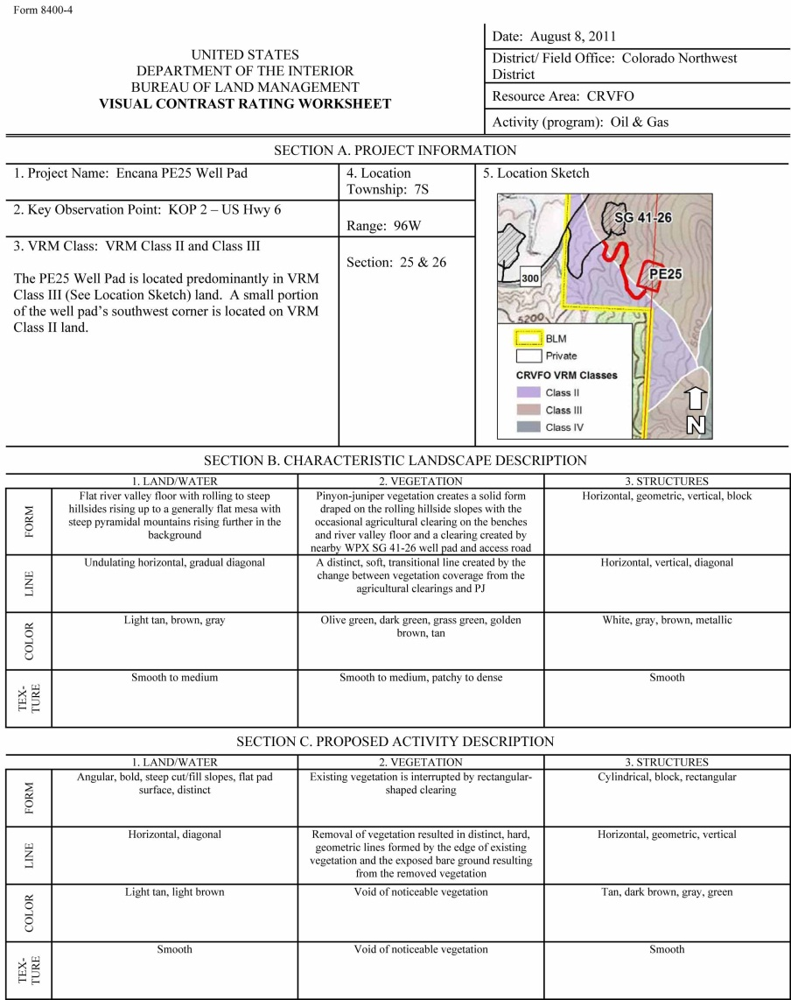 Form 8400-4
UNITED STATES
DEPARTMENT OF THE INTERIOR
BUREAU OF LAND MANAGEMENT
VISUAL CONTRAST RATING WORKSHEET
Date: August 8, 2011
District/ Field Office: Colorado Northwest
District
Resource Area: CRVFO
Activity (program): Oil & Gas
SECTION A. PROJECT INFORMATION
1. Project Name: Encana PE25 Well Pad
2. Key Observation Point: KOP 2 – US Hwy 6
3. VRM Class: VRM Class II and Class III
The PE25 Well Pad is located predominantly in VRM
Class III (See Location Sketch) land. A small portion
of the well pad's southwest corner is located on VRM
Class II land.
4. Location
Township: 7S
Range: 96W
Section: 25 & 26
5. Location Sketch
SG 41-26
PE25
300
5200
5600
BLM
Private
CRVFO VRM Classes
Class II
Class III
Class IV
N
SECTION B. CHARACTERISTIC LANDSCAPE DESCRIPTION
1. LAND/WATER
2. VEGETATION
3. STRUCTURES
FORM
Flat river valley floor with rolling to steep
hillsides rising up to a generally flat mesa with
steep pyramidal mountains rising further in the
background
Pinyon-juniper vegetation creates a solid form
draped on the rolling hillside slopes with the
occasional agricultural clearing on the benches
and river valley floor and a clearing created by
nearby WPX SG 41-26 well pad and access road
Horizontal, geometric, vertical, block
LINE
Undulating horizontal, gradual diagonal
A distinct, soft, transitional line created by the
change between vegetation coverage from the
agricultural clearings and PJ
Horizontal, vertical, diagonal
COLOR
Light tan, brown, gray
Olive green, dark green, grass green, golden
brown, tan
White, gray, brown, metallic
TEX-
TURE
Smooth to medium
Smooth to medium, patchy to dense
Smooth
SECTION C. PROPOSED ACTIVITY DESCRIPTION
1. LAND/WATER
2. VEGETATION
3. STRUCTURES
FORM
Angular, bold, steep cut/fill slopes, flat pad
surface, distinct
Existing vegetation is interrupted by rectangular-
shaped clearing
Cylindrical, block, rectangular
LINE
Horizontal, diagonal
Removal of vegetation resulted in distinct, hard,
geometric lines formed by the edge of existing
vegetation and the exposed bare ground resulting
from the removed vegetation
Horizontal, geometric, vertical
COLOR
Light tan, light brown
Void of noticeable vegetation
Tan, dark brown, gray, green
TEX-
TURE
Smooth
Void of noticeable vegetation
Smooth